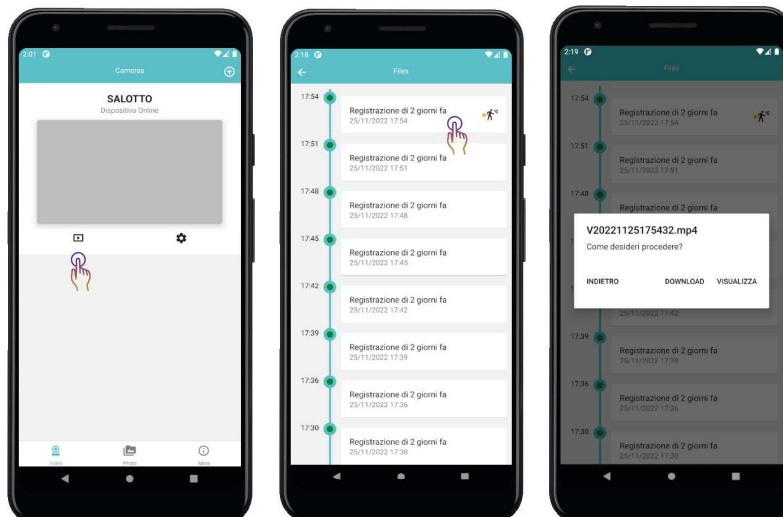 2:01
Cameras
SALOTTO
Dispositivo Online
Video
Photo
More
2:18
Files
17:54
Registrazione di 2 giorni fa
25/11/2022 17:54
17:51
Registrazione di 2 giorni fa
25/11/2022 17:51
17:48
Registrazione di 2 giorni fa
25/11/2022 17:48
17:45
Registrazione di 2 giorni fa
25/11/2022 17:45
17:42
Registrazione di 2 giorni fa
25/11/2022 17:42
17:39
Registrazione di 2 giorni fa
25/11/2022 17:39
17:36
Registrazione di 2 giorni fa
25/11/2022 17:36
17:30
Registrazione di 2 giorni fa
25/11/2022 17:30
2:19
Files
17:54
Registrazione di 2 giorni fa
25/11/2022 17:54
17:51
Registrazione di 2 giorni fa
25/11/2022 17:51
17:48
Registrazione di 2 giorni fa
V20221125175432.mp4
Come desideri procedere?
INDIETRO DOWNLOAD VISUALIZZA
25/11/2022 17:42
17:39
Registrazione di 2 giorni fa
25/11/2022 17:39
17:36
Registrazione di 2 giorni fa
25/11/2022 17:36
17:30
Registrazione di 2 giorni fa
25/11/2022 17:30